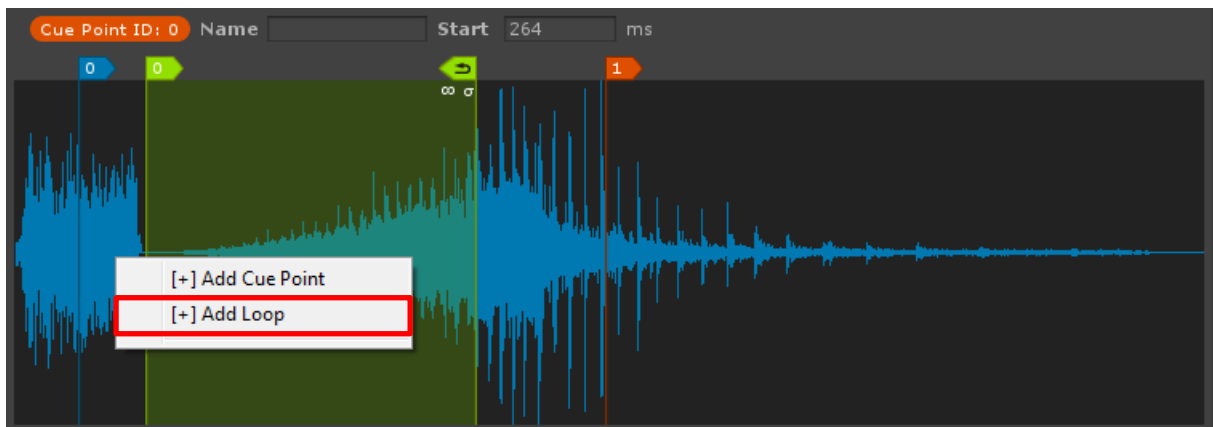 Cue Point ID: 0 Name Start 264 ms
0 0 1
∞ σ
[+] Add Cue Point
[+] Add Loop